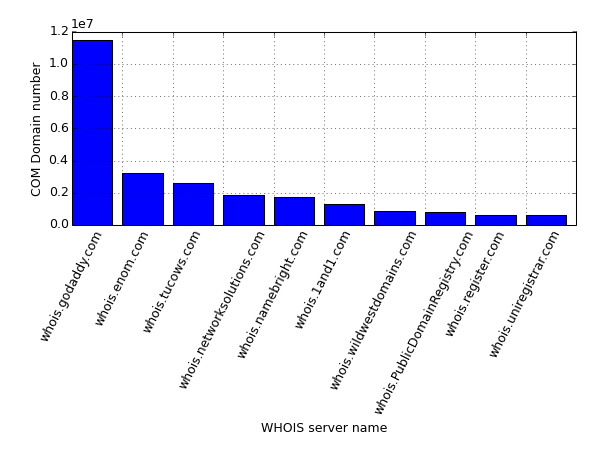 1e7
1.2
1.0
0.8
0.6
0.4
0.2
0.0
COM Domain number
whois.godaddy.com
whois.enom.com
whois.tucows.com
whois.networksolutions.com
whois.namebright.com
whois.1and1.com
whois.wildwestdomains.com
whois.PublicDomainRegistry.com
whois.register.com
whois.uniregistrar.com
WHOIS server name